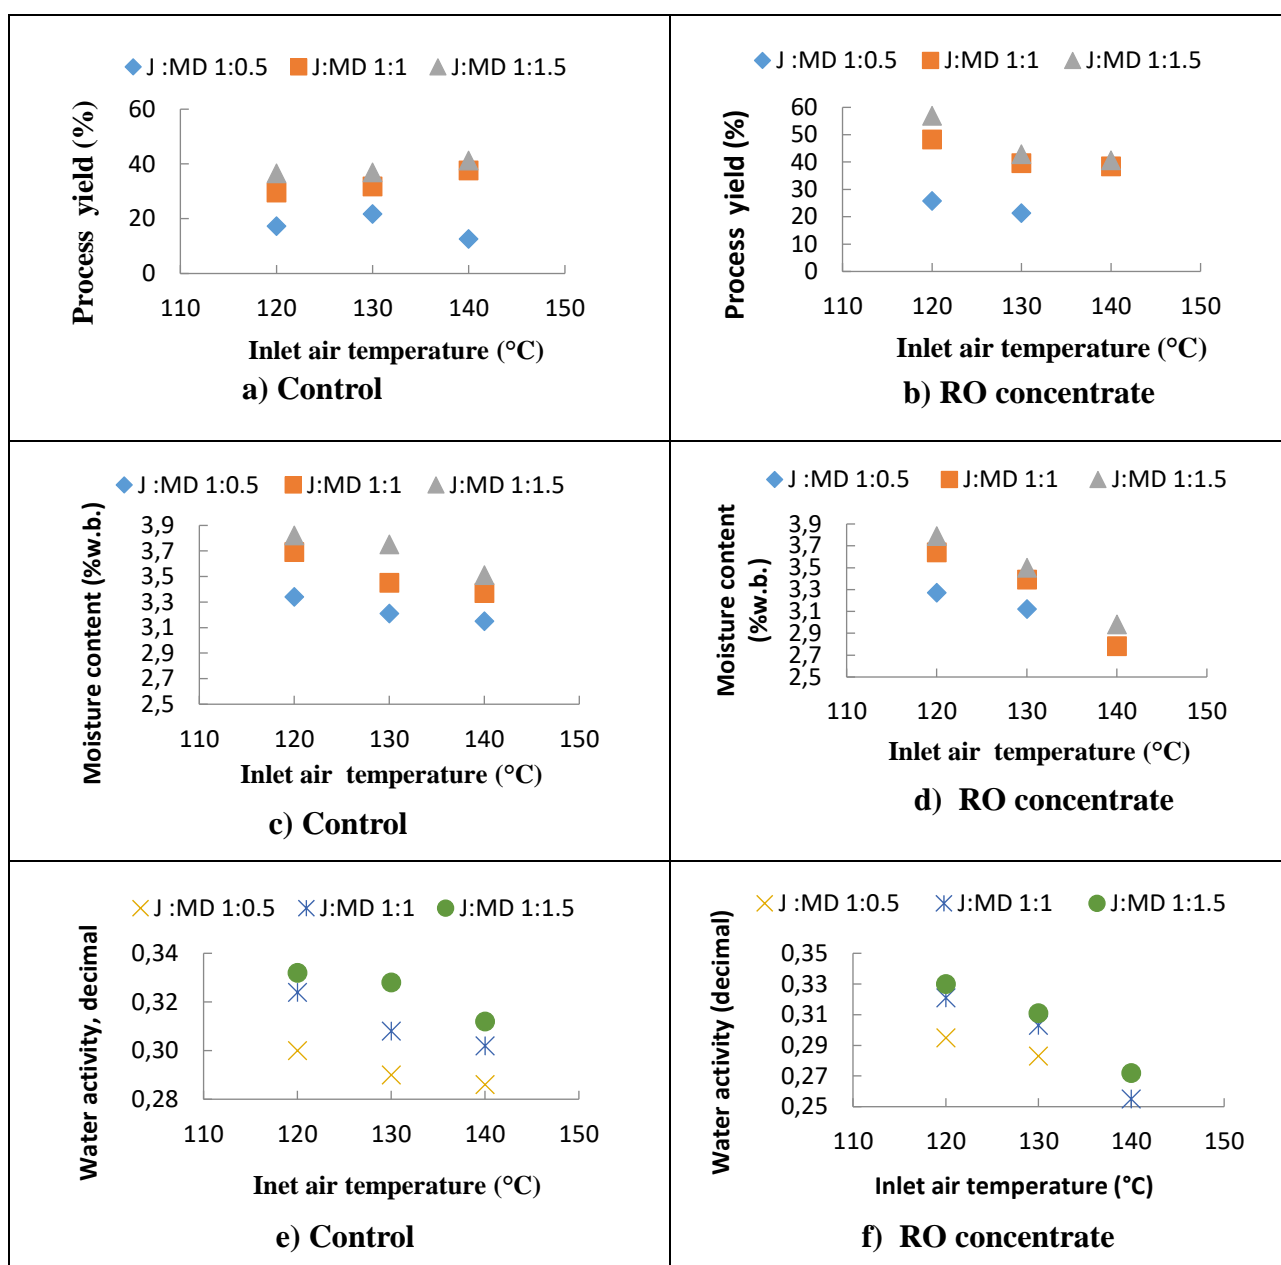 J :MD 1:0.5 J:MD 1:1 J:MD 1:1.5
Process yield (%)
60
40
20
0
110 120 130 140 150
Inlet air temperature (°C)
a) Control
J :MD 1:0.5 J:MD 1:1 J:MD 1:1.5
Process yield (%)
60
50
40
30
20
10
0
110 120 130 140 150
Inlet air temperature (°C)
b) RO concentrate
J :MD 1:0.5 J:MD 1:1 J:MD 1:1.5
Moisture content (%w.b.)
3,9
3,7
3,5
3,3
3,1
2,9
2,7
2,5
110 120 130 140 150
Inlet air temperature (°C)
c) Control
J :MD 1:0.5 J:MD 1:1 J:MD 1:1.5
Moisture content
(%w.b.)
3,9
3,7
3,5
3,3
3,1
2,9
2,7
2,5
110 120 130 140 150
Inlet air temperature (°C)
d) RO concentrate
J :MD 1:0.5 J:MD 1:1 J:MD 1:1.5
Water activity, decimal
0,34
0,32
0,30
0,28
110 120 130 140 150
Inet air temperature (°C)
e) Control
J :MD 1:0.5 J:MD 1:1 J:MD 1:1.5
Water activity (decimal)
0,35
0,33
0,31
0,29
0,27
0,25
110 120 130 140 150
Inlet air temperature (°C)
f) RO concentrate